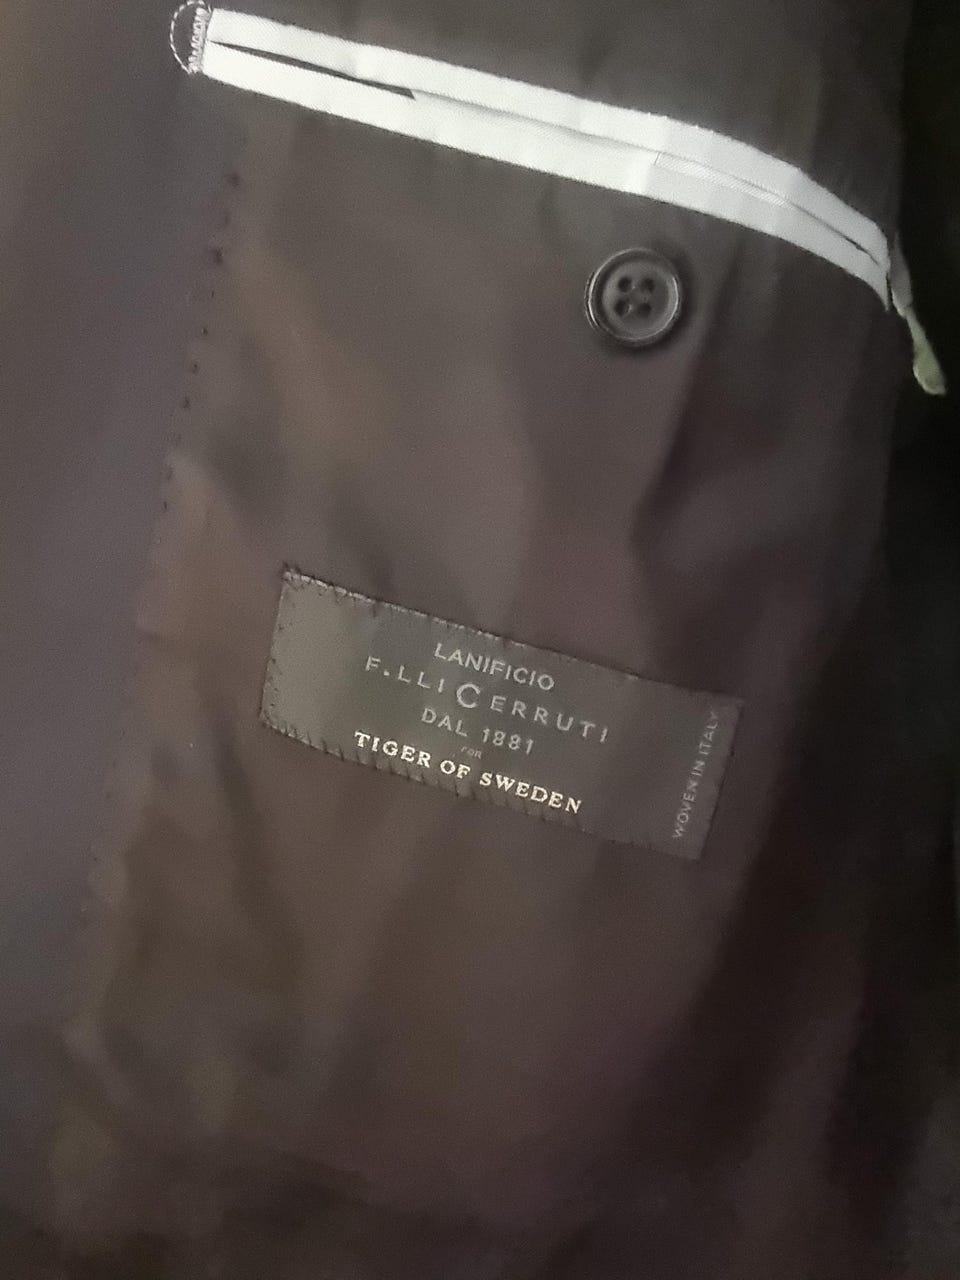 LANIFICIO
F.LLI CERRUTI
DAL 1881
FOR
TIGER OF SWEDEN
WOVEN IN ITALY